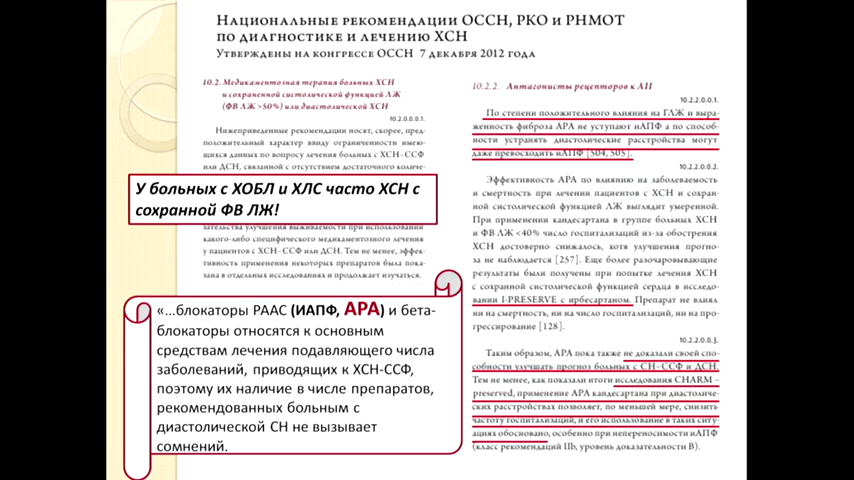 Национальные рекомендации ОССН, РКО и РНМОТ
по диагностике и лечению ХСН
Утверждены на конгрессе ОССН 7 декабря 2012 года
10.2. Медикаментозная терапия больных ХСН
и сохраненной систолической функцией ЛЖ
(ФВ ЛЖ >50%) или диастолической ХСН
10.2.0.0.0.1.
Нижеприведенные рекомендации носят, скорее, пред-
положительный характер ввиду ограниченности имею-
щихся данных по вопросу лечения больных с ХСН–ССФ
или ДСН, связанной с отсутствием достаточного количе-
У больных с ХОБЛ и ХЛС часто ХСН с
сохранной ФВ ЛЖ!
зательства улучшения выживаемости при использовании
какого-либо специфического медикаментозного лечения
у пациентов с ХСН–ССФ или ДСН. Тем не менее, эффек-
тивность применения некоторых препаратов была пока-
зана в отдельных исследованиях и продолжает изучаться.
«...блокаторы РААС (ИАПФ, АРА) и бета-
блокаторы относятся к основным
средствам лечения подавляющего числа
заболеваний, приводящих к ХСН-ССФ,
поэтому их наличие в числе препаратов,
рекомендованных больным с
диастолической СН не вызывает
сомнений.
10.2.2. Антагонисты рецепторов к АII
10.2.2.0.0.1.
По степени положительного влияния на ГЛЖ и выра-
женность фиброза АРА не уступают иАПФ а по способ-
ности устранять диастолические расстройства могут
даже превосходить иАПФ [504, 505].
10.2.2.0.0.2.
Эффективность АРА по влиянию на заболеваемость
и смертность при лечении пациентов с ХСН и сохран-
ной систолической функцией ЛЖ выглядит умеренной.
При применении кандесартана в группе больных ХСН
и ФВ ЛЖ <40% число госпитализаций из-за обострения
ХСН достоверно снижалось, хотя улучшения прогно-
за не наблюдается [257]. Еще более разочаровывающие
результаты были получены при попытке лечения ХСН
с сохраненной систолической функцией сердца в исследо-
вании I-PRESERVE с ирбесартаном. Препарат не влиял
ни на смертность, ни на число госпитализаций, ни на про-
грессирование [128].
10.2.2.0.0.3.
Таким образом, АРА пока также не доказали своей спо-
собности улучшать прогноз больных с СН–ССФ и ДСН.
Тем не менее, как показали итоги исследования CHARM –
preserved, применение АРА кандесартана при диастоличе-
ских расстройствах позволяет, по меньшей мере, снизить
частоту госпитализаций, и его использование в таких ситу-
ациях обосновано, особенно при непереносимости иАПФ
(класс рекомендаций IIb, уровень доказательности В).